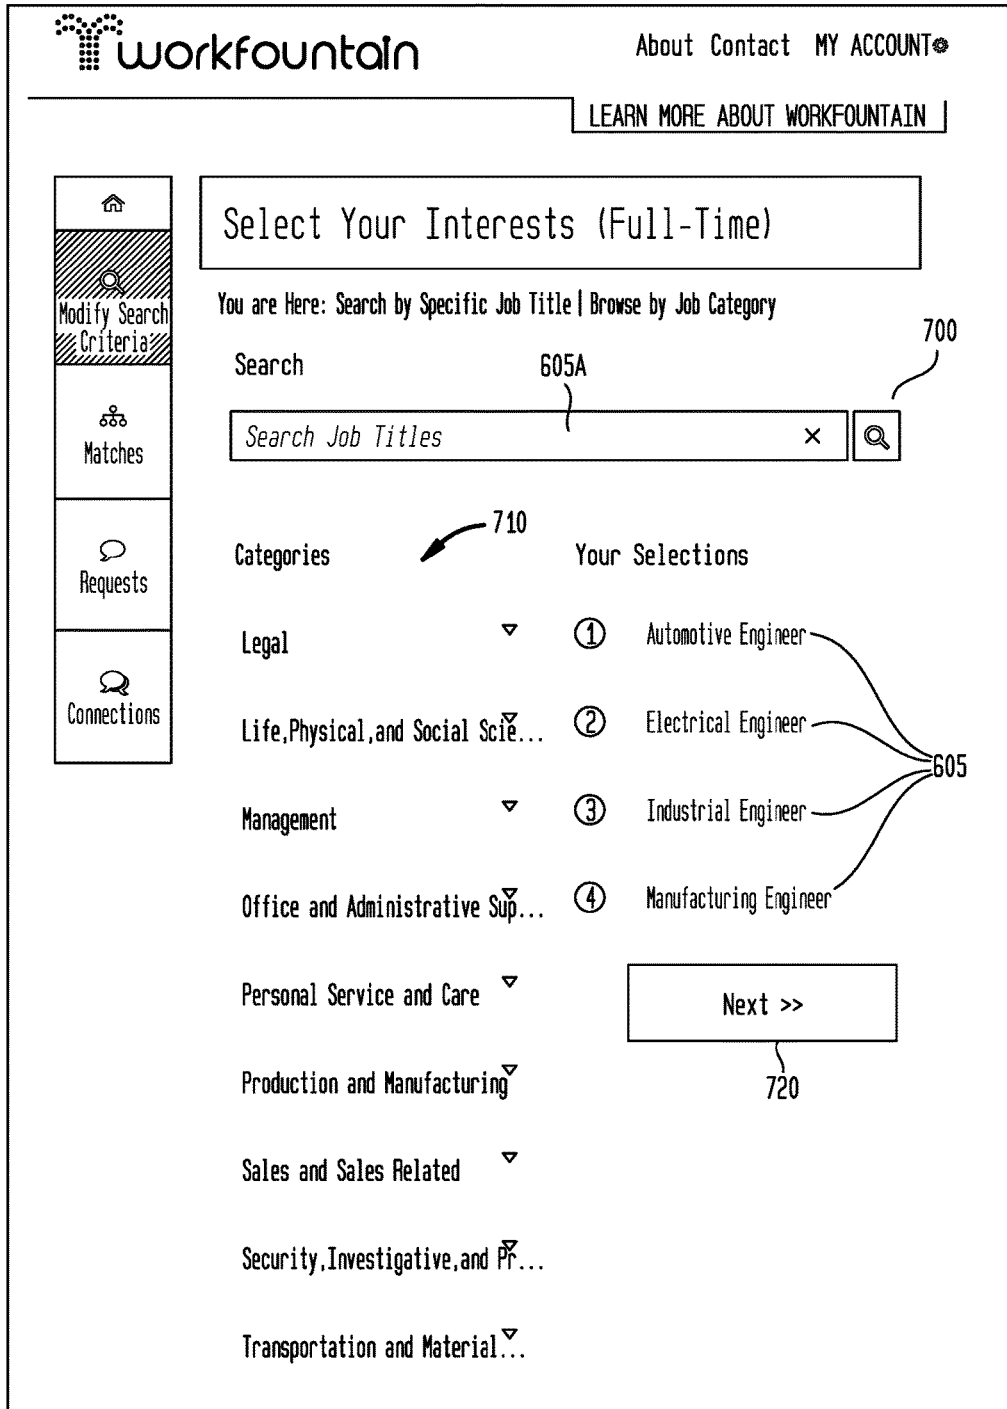 workfountain
About Contact MY ACCOUNT
LEARN MORE ABOUT WORKFOUNTAIN
Select Your Interests (Full-Time)
Modify Search
Criteria
You are Here: Search by Specific Job Title | Browse by Job Category
700
Search
605A
Search Job Titles ×
Matches
710
Categories
Your Selections
Requests
Legal
1 Automotive Engineer
Connections
Life,Physical,and Social Scie...
2 Electrical Engineer
605
Management
3 Industrial Engineer
Office and Administrative Sup...
4 Manufacturing Engineer
Personal Service and Care
Next >>
Production and Manufacturing
720
Sales and Sales Related
Security,Investigative,and Pr...
Transportation and Material...